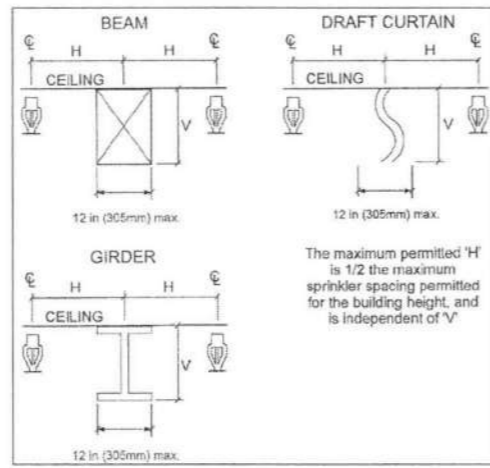 BEAM
℄ H H ℄
CEILING
V
12 in (305mm) max.
DRAFT CURTAIN
℄ H H ℄
CEILING
V
12 in (305mm) max.
GIRDER
℄ H H ℄
CEILING
V
12 in (305mm) max.
The maximum permitted 'H'
is 1/2 the maximum
sprinkler spacing permitted
for the building height, and
is independent of 'V'